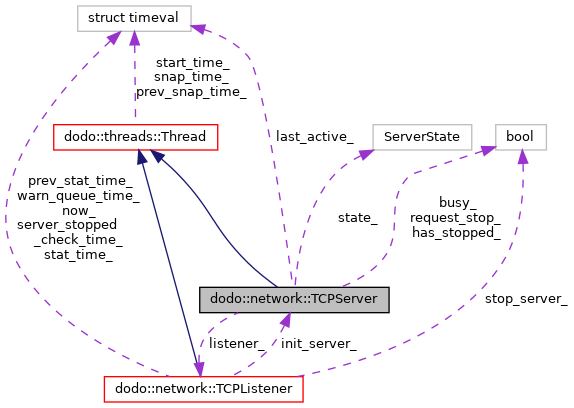 struct timeval
start_time_
snap_time_
prev_snap_time_
dodo::threads::Thread
last_active_
ServerState
bool
prev_stat_time_
warn_queue_time_
now_
server_stopped
_check_time_
stat_time_
state_
busy_
request_stop_
has_stopped_
dodo::network::TCPServer
stop_server_
listener_
init_server_
dodo::network::TCPListener